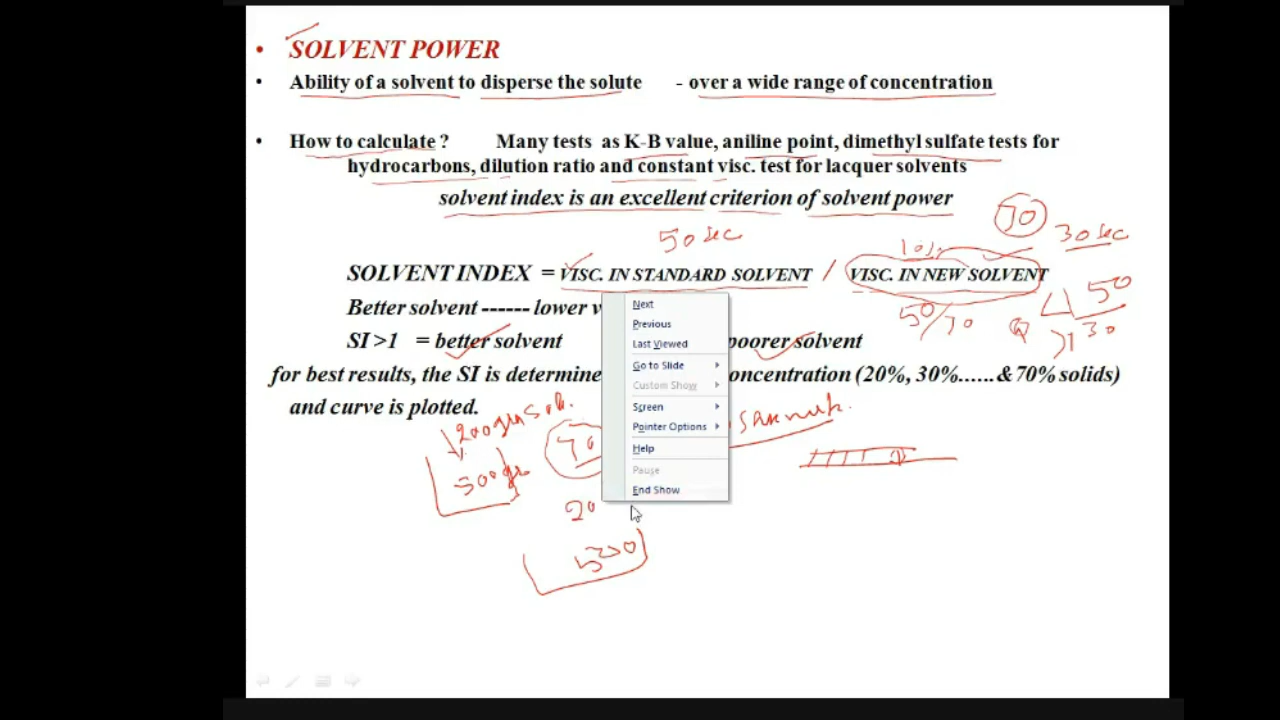 • SOLVENT POWER
• Ability of a solvent to disperse the solute - over a wide range of concentration
• How to calculate ? Many tests as K-B value, aniline point, dimethyl sulfate tests for
hydrocarbons, dilution ratio and constant visc. test for lacquer solvents
solvent index is an excellent criterion of solvent power
50 sec
30 sec
SOLVENT INDEX = VISC. IN STANDARD SOLVENT / VISC. IN NEW SOLVENT
50
Better solvent ------ lower
30
SI >1 = better solvent poorer solvent
for best results, the SI is concentration (20%, 30%......& 70% solids)
and curve is plotted.
Next
Previous
Last Viewed
Go to Slide
Custom Show
Screen
Pointer Options
Help
Pause
End Show